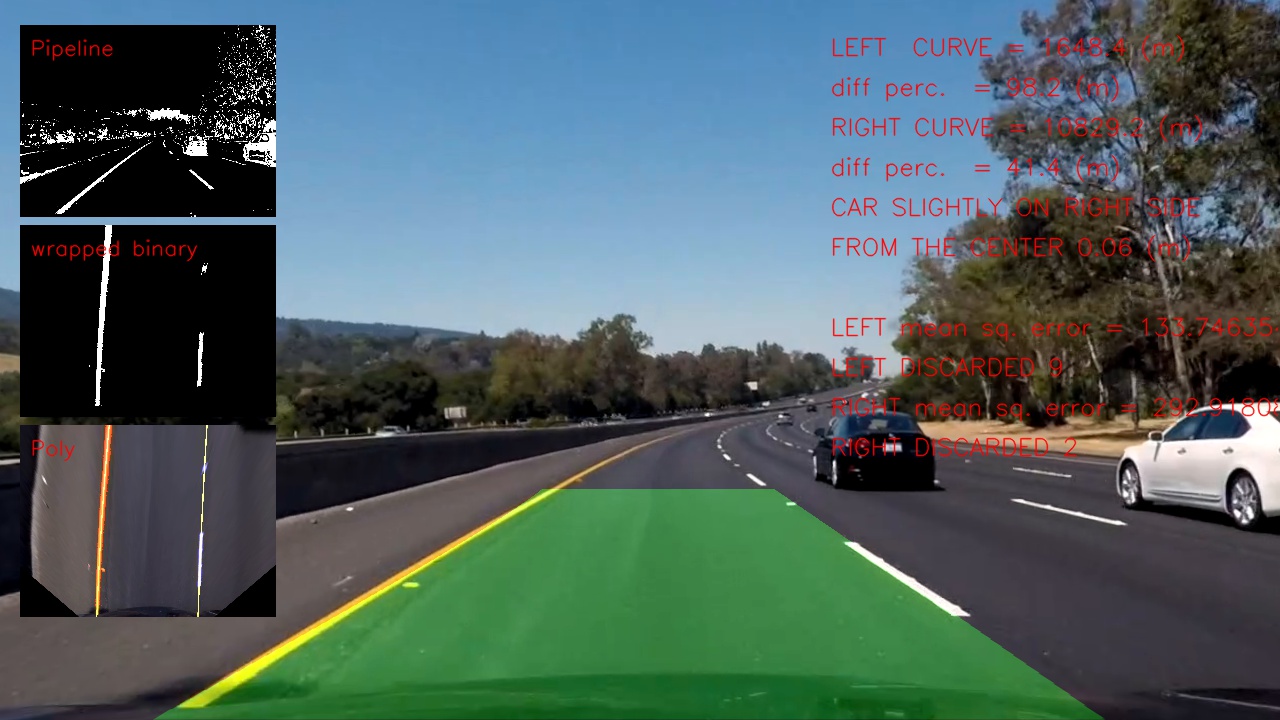 Pipeline
wrapped binary
Poly
LEFT CURVE = 1648.4 (m)
diff perc. = 98.2 (m)
RIGHT CURVE = 10829.2 (m)
diff perc. = 41.4 (m)
CAR SLIGHTLY ON RIGHT SIDE
FROM THE CENTER 0.06 (m)
LEFT mean sq. error = 133.74635
LEFT DISCARDED 9
RIGHT mean sq. error = 292.9180
RIGHT DISCARDED 2